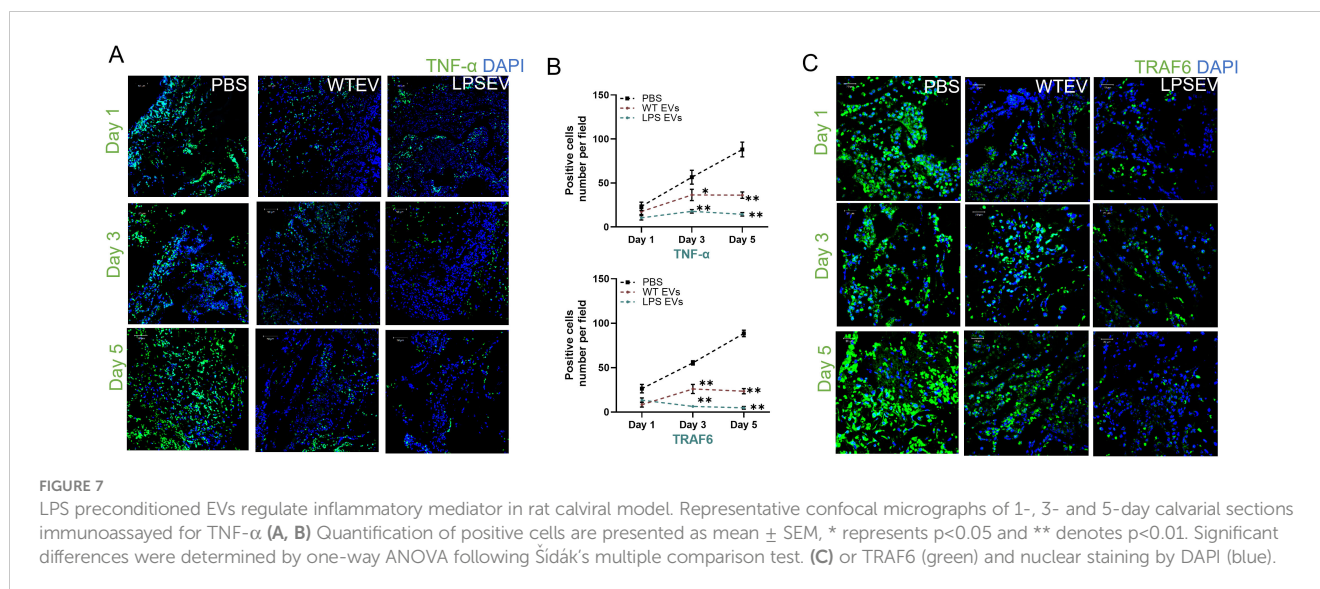 A
TNF-α DAPI
PBS
WTEV
LPSEV
Day 1
Day 3
Day 5
B
PBS
WT EVs
LPS EVs
Positive cells
number per field
150
100
50
0
*
**
**
**
Day 1
Day 3
Day 5
TNF-α
PBS
WT EVs
LPS EVs
Positive cells
number per field
150
100
50
0
**
**
**
**
Day 1
Day 3
Day 5
TRAF6
C
TRAF6 DAPI
PBS
WTEV
LPSEV
Day 1
Day 3
Day 5
FIGURE 7
LPS preconditioned EVs regulate inflammatory mediator in rat calviral model. Representative confocal micrographs of 1-, 3- and 5-day calvarial sections
immunoassayed for TNF-α (A, B) Quantification of positive cells are presented as mean ± SEM, * represents p<0.05 and ** denotes p<0.01. Significant
differences were determined by one-way ANOVA following Šídák's multiple comparison test. (C) or TRAF6 (green) and nuclear staining by DAPI (blue).